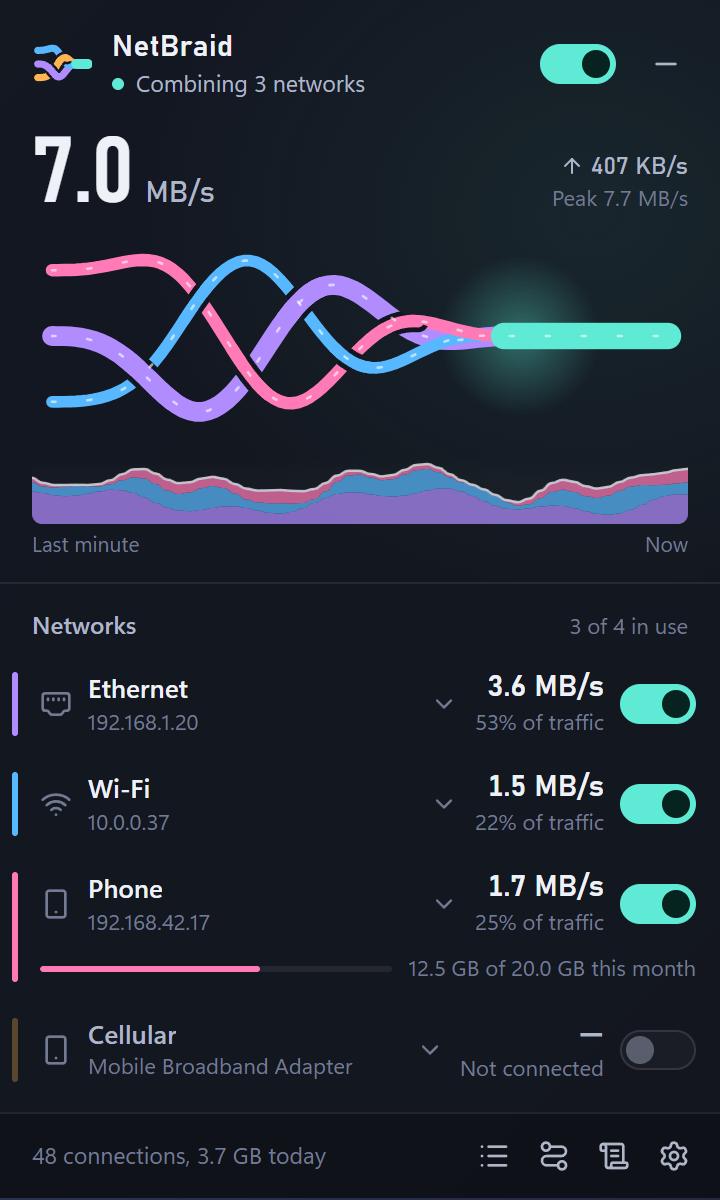 NetBraid
Combining 3 networks
7.0 MB/s
↑ 407 KB/s
Peak 7.7 MB/s
Last minute
Now
Networks
3 of 4 in use
Ethernet
192.168.1.20
3.6 MB/s
53% of traffic
Wi-Fi
10.0.0.37
1.5 MB/s
22% of traffic
Phone
192.168.42.17
1.7 MB/s
25% of traffic
12.5 GB of 20.0 GB this month
Cellular
Mobile Broadband Adapter
—
Not connected
48 connections, 3.7 GB today